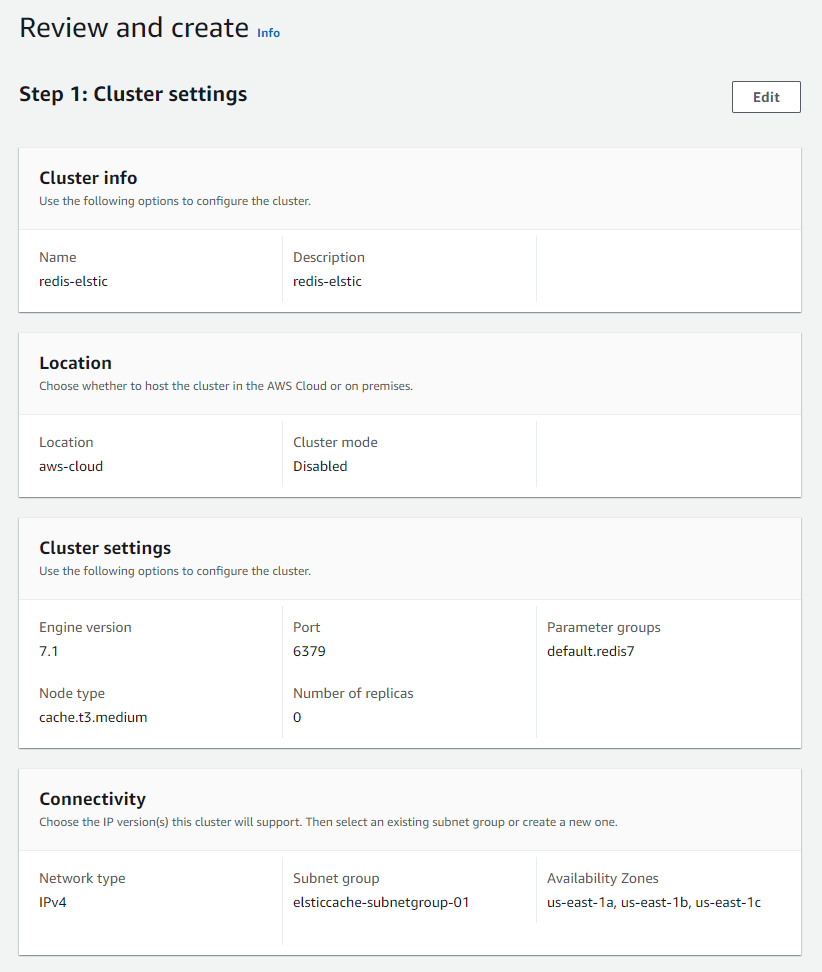 Review and create Info
Step 1: Cluster settings
Edit
Cluster info
Use the following options to configure the cluster.
Name
redis-elstic
Description
redis-elstic
Location
Choose whether to host the cluster in the AWS Cloud or on premises.
Location
aws-cloud
Cluster mode
Disabled
Cluster settings
Use the following options to configure the cluster.
Engine version
7.1
Port
6379
Parameter groups
default.redis7
Node type
cache.t3.medium
Number of replicas
0
Connectivity
Choose the IP version(s) this cluster will support. Then select an existing subnet group or create a new one.
Network type
IPv4
Subnet group
elsticcache-subnetgroup-01
Availability Zones
us-east-1a, us-east-1b, us-east-1c